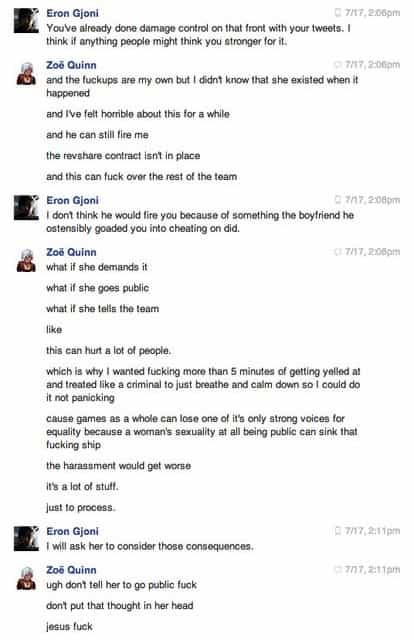 Eron Gjoni 7/17, 2:06pm
You've already done damage control on that front with your tweets. I
think if anything people might think you stronger for it.
Zoë Quinn 7/17, 2:06pm
and the fuckups are my own but I didn't know that she existed when it
happened
and I've felt horrible about this for a while
and he can still fire me
the revshare contract isn't in place
and this can fuck over the rest of the team
Eron Gjoni 7/17, 2:08pm
I don't think he would fire you because of something the boyfriend he
ostensibly goaded you into cheating on did.
Zoë Quinn 7/17, 2:08pm
what if she demands it
what if she goes public
what if she tells the team
like
this can hurt a lot of people.
which is why I wanted fucking more than 5 minutes of getting yelled at
and treated like a criminal to just breathe and calm down so I could do
it not panicking
cause games as a whole can lose one of it's only strong voices for
equality because a woman's sexuality at all being public can sink that
fucking ship
the harassment would get worse
it's a lot of stuff.
just to process.
Eron Gjoni 7/17, 2:11pm
I will ask her to consider those consequences.
Zoë Quinn 7/17, 2:11pm
ugh don't tell her to go public fuck
don't put that thought in her head
jesus fuck